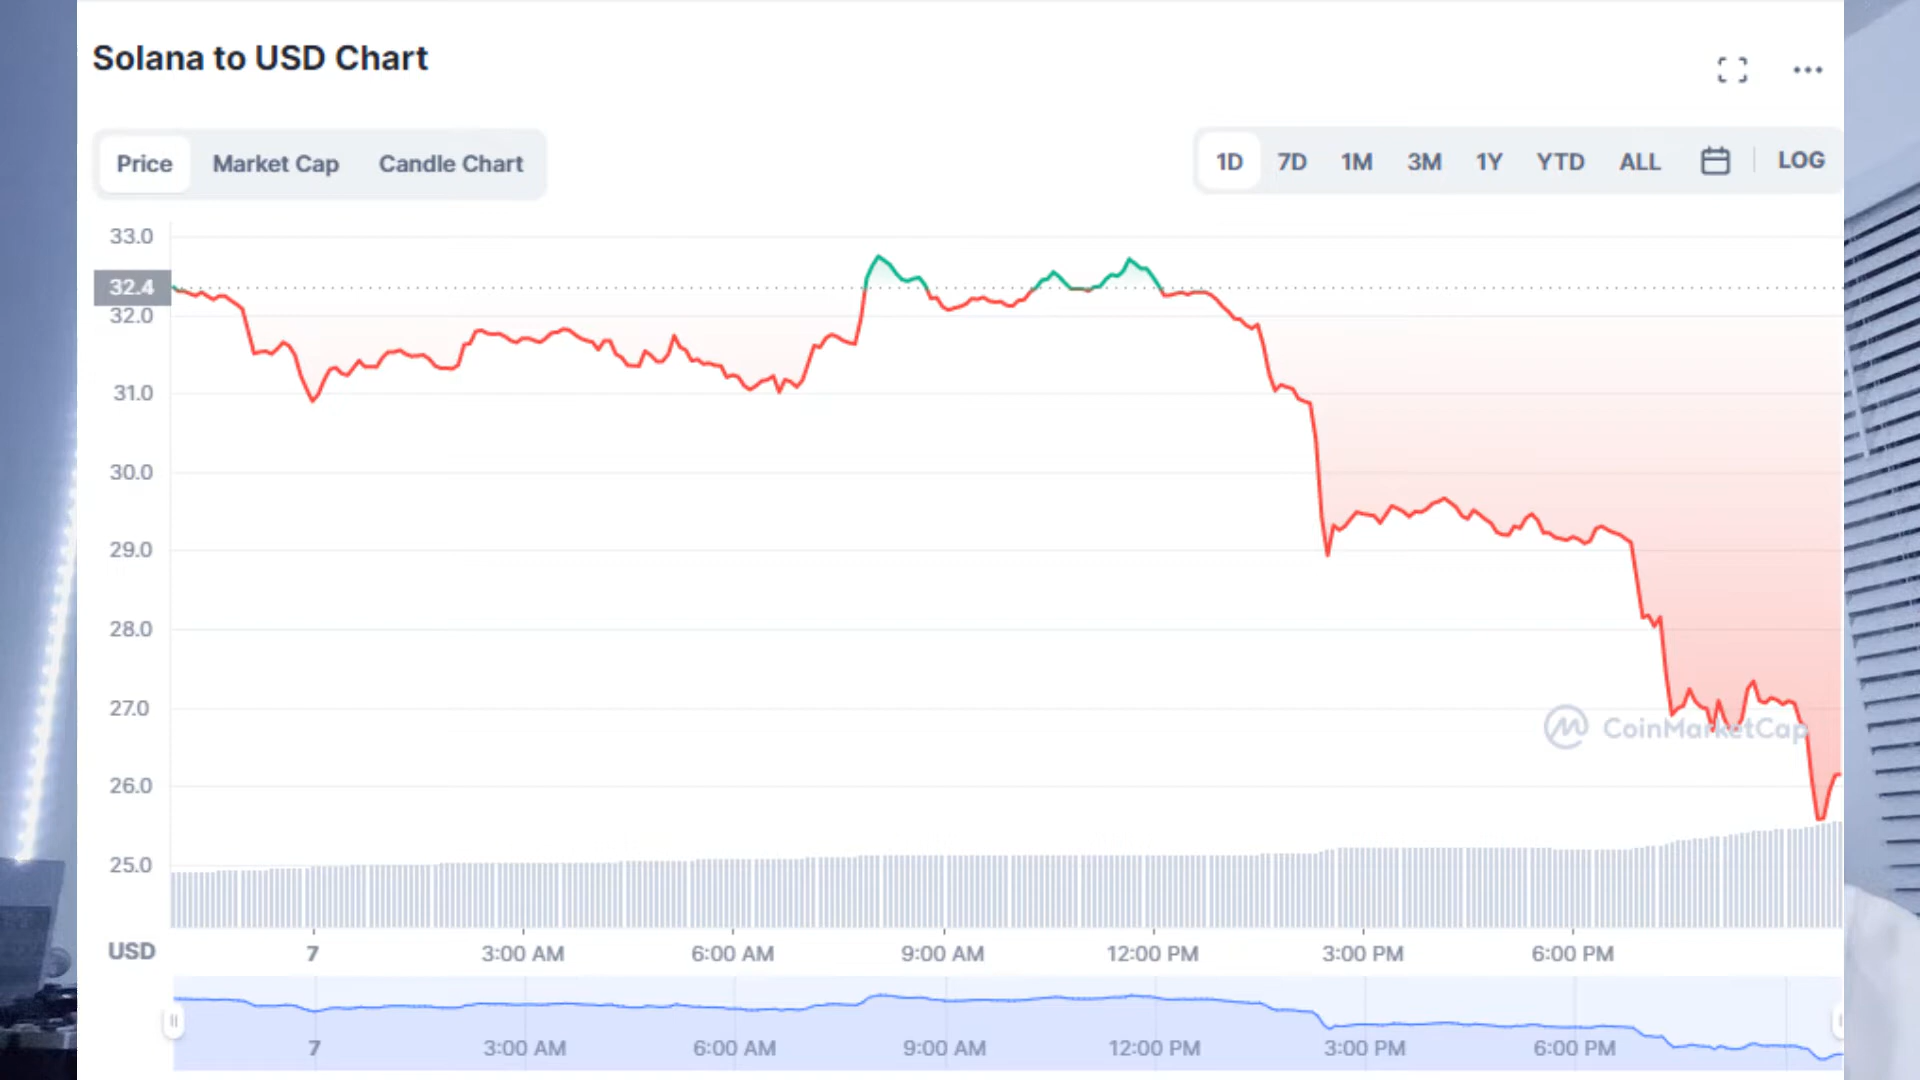 Solana to USD Chart
Price Market Cap Candle Chart
1D 7D 1M 3M 1Y YTD ALL LOG
33.0
32.4
32.0
31.0
30.0
29.0
28.0
27.0
CoinMarketCap
26.0
25.0
USD 7 3:00 AM 6:00 AM 9:00 AM 12:00 PM 3:00 PM 6:00 PM
7 3:00 AM 6:00 AM 9:00 AM 12:00 PM 3:00 PM 6:00 PM